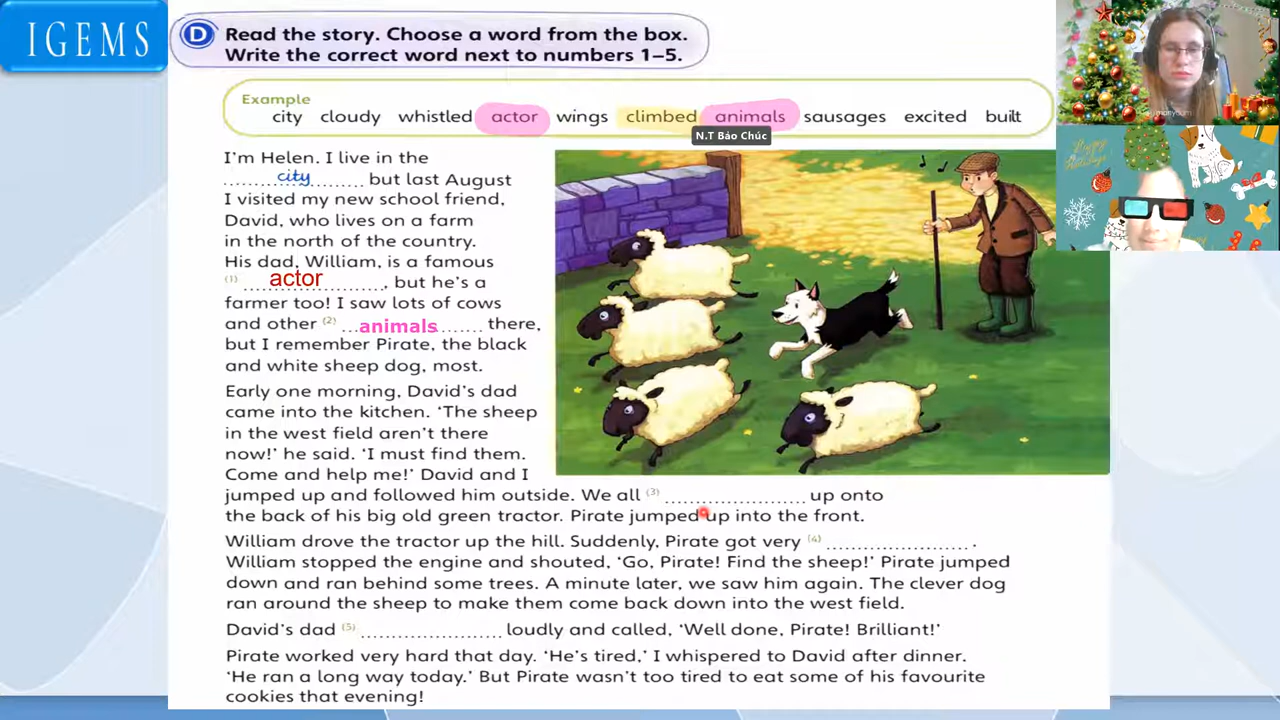 IGEMS
D Read the story. Choose a word from the box.
Write the correct word next to numbers 1–5.
Example
city cloudy whistled actor wings climbed animals sausages excited built
N.T Bảo Chúc
I'm Helen. I live in the
city but last August
I visited my new school friend,
David, who lives on a farm
in the north of the country.
His dad, William, is a famous
(1) actor, but he's a
farmer too! I saw lots of cows
and other (2) animals there,
but I remember Pirate, the black
and white sheep dog, most.
Early one morning, David's dad
came into the kitchen. 'The sheep
in the west field aren't there
now!' he said. 'I must find them.
Come and help me!' David and I
jumped up and followed him outside. We all (3) .................... up onto
the back of his big old green tractor. Pirate jumped up into the front.
William drove the tractor up the hill. Suddenly, Pirate got very (4) .................... .
William stopped the engine and shouted, 'Go, Pirate! Find the sheep!' Pirate jumped
down and ran behind some trees. A minute later, we saw him again. The clever dog
ran around the sheep to make them come back down into the west field.
David's dad (5) .................... loudly and called, 'Well done, Pirate! Brilliant!'
Pirate worked very hard that day. 'He's tired,' I whispered to David after dinner.
'He ran a long way today.' But Pirate wasn't too tired to eat some of his favourite
cookies that evening!